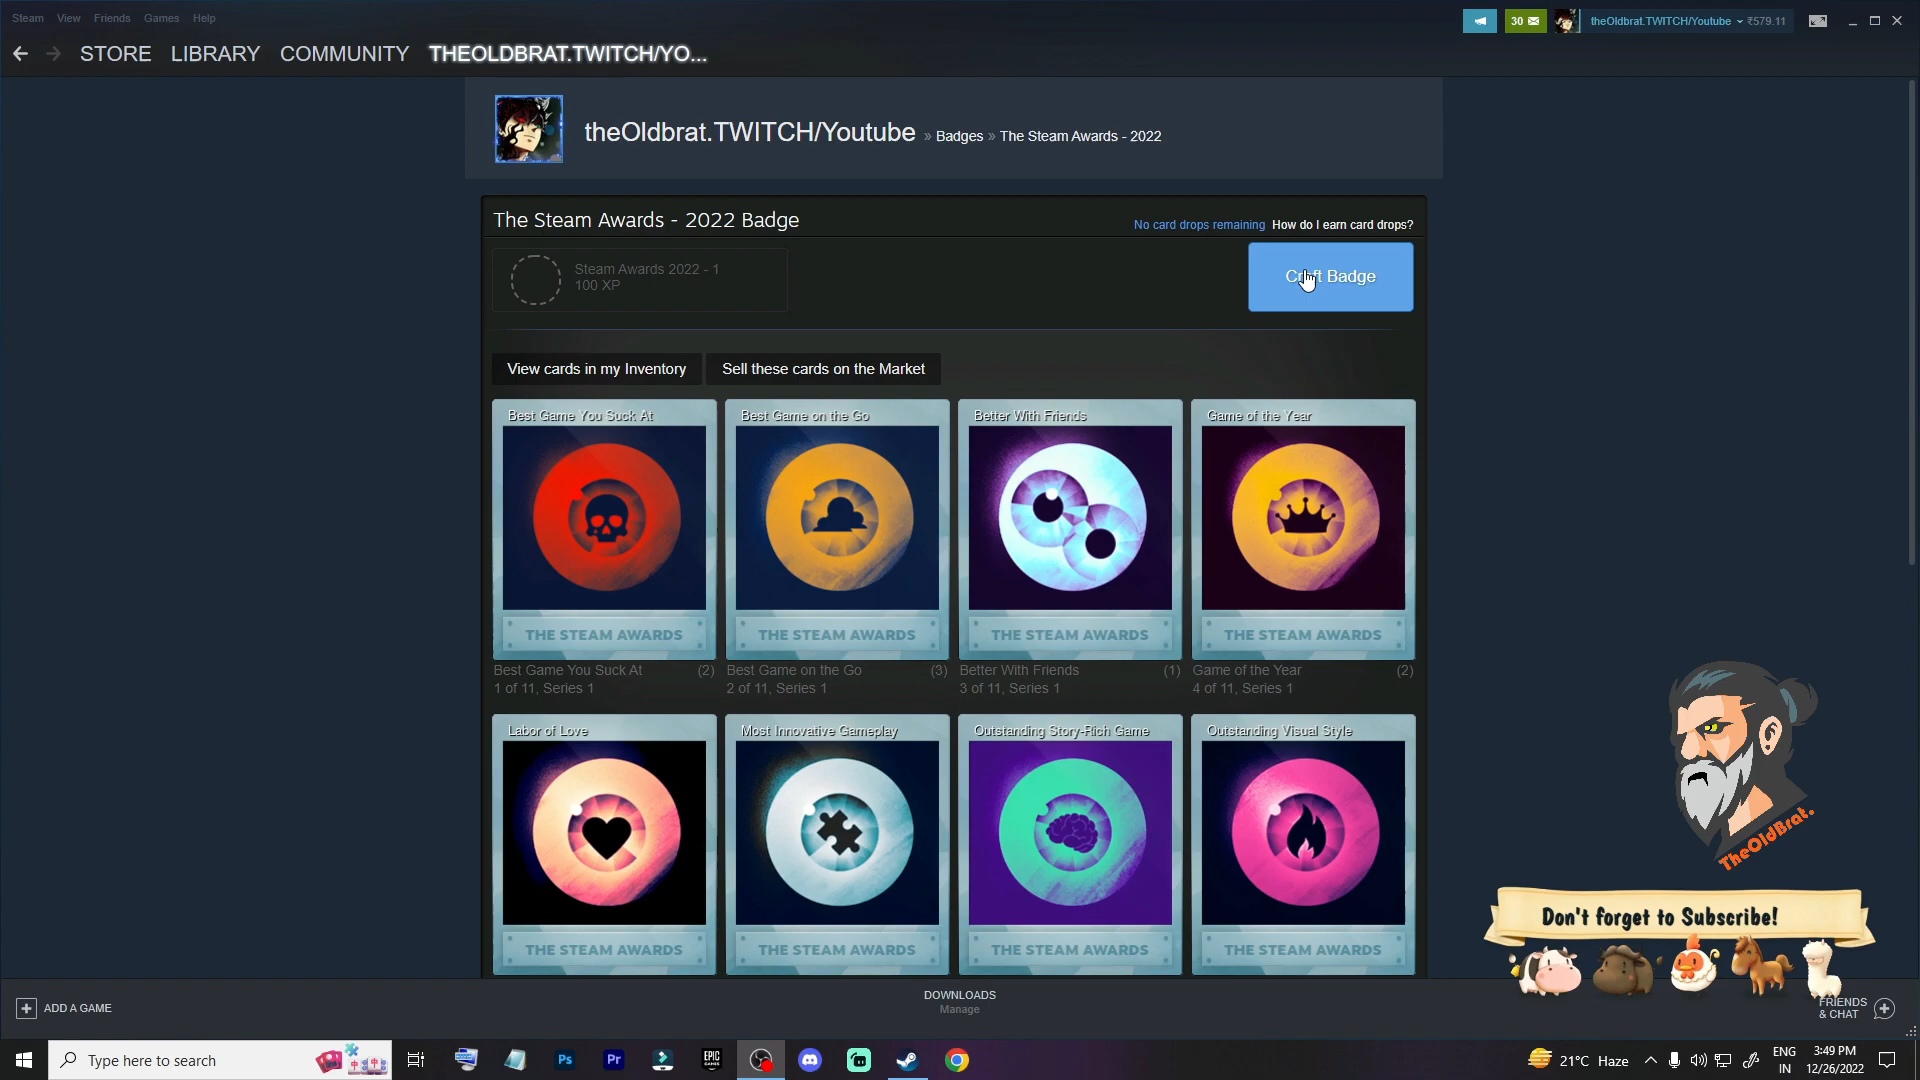 Steam View Friends Games Help
30 theOldbrat.TWITCH/Youtube ₹579.11
STORE LIBRARY COMMUNITY THEOLDBRAT.TWITCH/YO...
theOldbrat.TWITCH/Youtube » Badges » The Steam Awards - 2022
The Steam Awards - 2022 Badge
No card drops remaining How do I earn card drops?
Steam Awards 2022 - 1
100 XP
Craft Badge
View cards in my Inventory Sell these cards on the Market
Best Game You Suck At Best Game on the Go Better With Friends Game of the Year
THE STEAM AWARDS THE STEAM AWARDS THE STEAM AWARDS THE STEAM AWARDS
Best Game You Suck At (2) Best Game on the Go (3) Better With Friends (1) Game of the Year (2)
1 of 11, Series 1 2 of 11, Series 1 3 of 11, Series 1 4 of 11, Series 1
Labor of Love Most Innovative Gameplay Outstanding Story-Rich Game Outstanding Visual Style
THE STEAM AWARDS THE STEAM AWARDS THE STEAM AWARDS THE STEAM AWARDS
TheOldBrat.
Don't forget to Subscribe!
ADD A GAME
DOWNLOADS
Manage
FRIENDS
& CHAT
Type here to search
Ps Pr EPIC GAMES
21°C Haze
ENG
IN
3:49 PM
12/26/2022